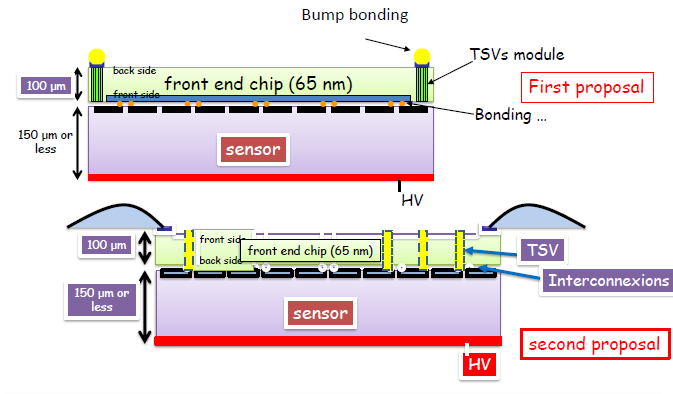 Bump bonding
TSVs module
back side
front end chip (65 nm)
100 µm
front side
First proposal
Bonding ...
150 µm or
less
sensor
HV
front side
100 µm
front end chip (65 nm)
TSV
back side
Interconnexions
150 µm or
less
sensor
second proposal
HV